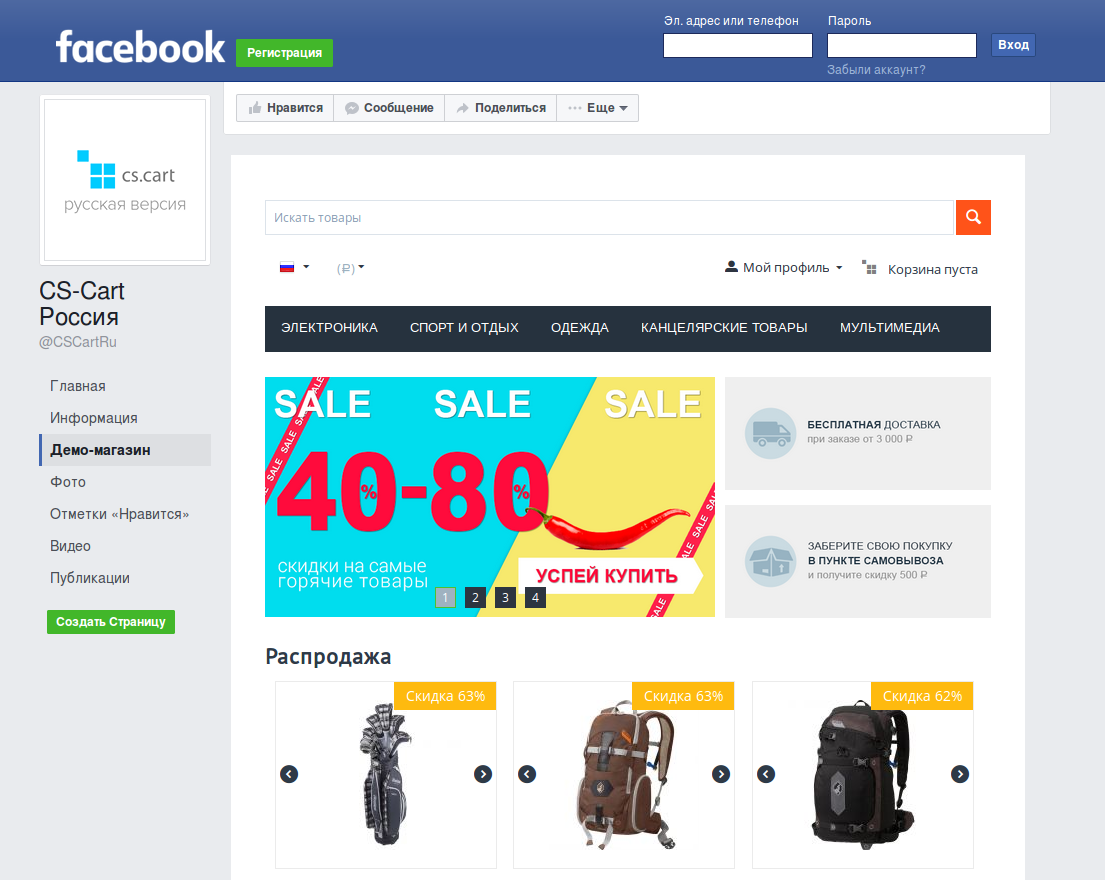 facebook
Регистрация
Эл. адрес или телефон
Пароль
Вход
Забыли аккаунт?
Нравится
Сообщение
Поделиться
Еще
cs.cart
русская версия
CS-Cart
Россия
@CSCartRu
Главная
Информация
Демо-магазин
Фото
Отметки «Нравится»
Видео
Публикации
Создать Страницу
Искать товары
(₽)
Мой профиль
Корзина пуста
ЭЛЕКТРОНИКА
СПОРТ И ОТДЫХ
ОДЕЖДА
КАНЦЕЛЯРСКИЕ ТОВАРЫ
МУЛЬТИМЕДИА
SALE SALE SALE
SALE SALE SALE
40%-80%
скидки на самые
горячие товары
УСПЕЙ КУПИТЬ
SALE SALE SALE
1 2 3 4
БЕСПЛАТНАЯ ДОСТАВКА
при заказе от 3 000 ₽
ЗАБЕРИТЕ СВОЮ ПОКУПКУ
В ПУНКТЕ САМОВЫВОЗА
и получите скидку 500 ₽
Распродажа
Скидка 63%
Скидка 63%
Скидка 62%